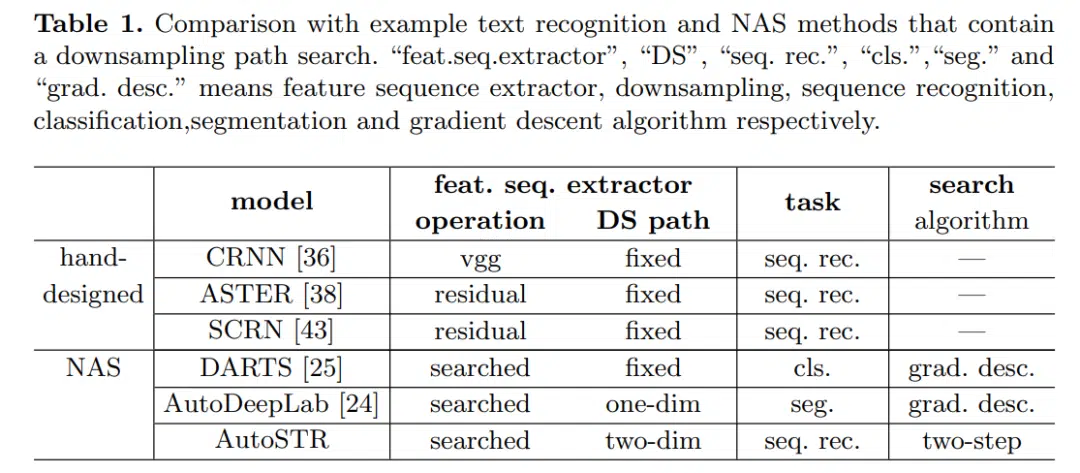 Table 1. Comparison with example text recognition and NAS methods that contain
a downsampling path search. “feat.seq.extractor”, “DS”, “seq. rec.”, “cls.”,“seg.” and
“grad. desc.” means feature sequence extractor, downsampling, sequence recognition,
classification,segmentation and gradient descent algorithm respectively.
model feat. seq. extractor task search
operation DS path algorithm
hand- CRNN [36] vgg fixed seq. rec. —
designed ASTER [38] residual fixed seq. rec. —
SCRN [43] residual fixed seq. rec. —
NAS DARTS [25] searched fixed cls. grad. desc.
AutoDeepLab [24] searched one-dim seg. grad. desc.
AutoSTR searched two-dim seq. rec. two-step